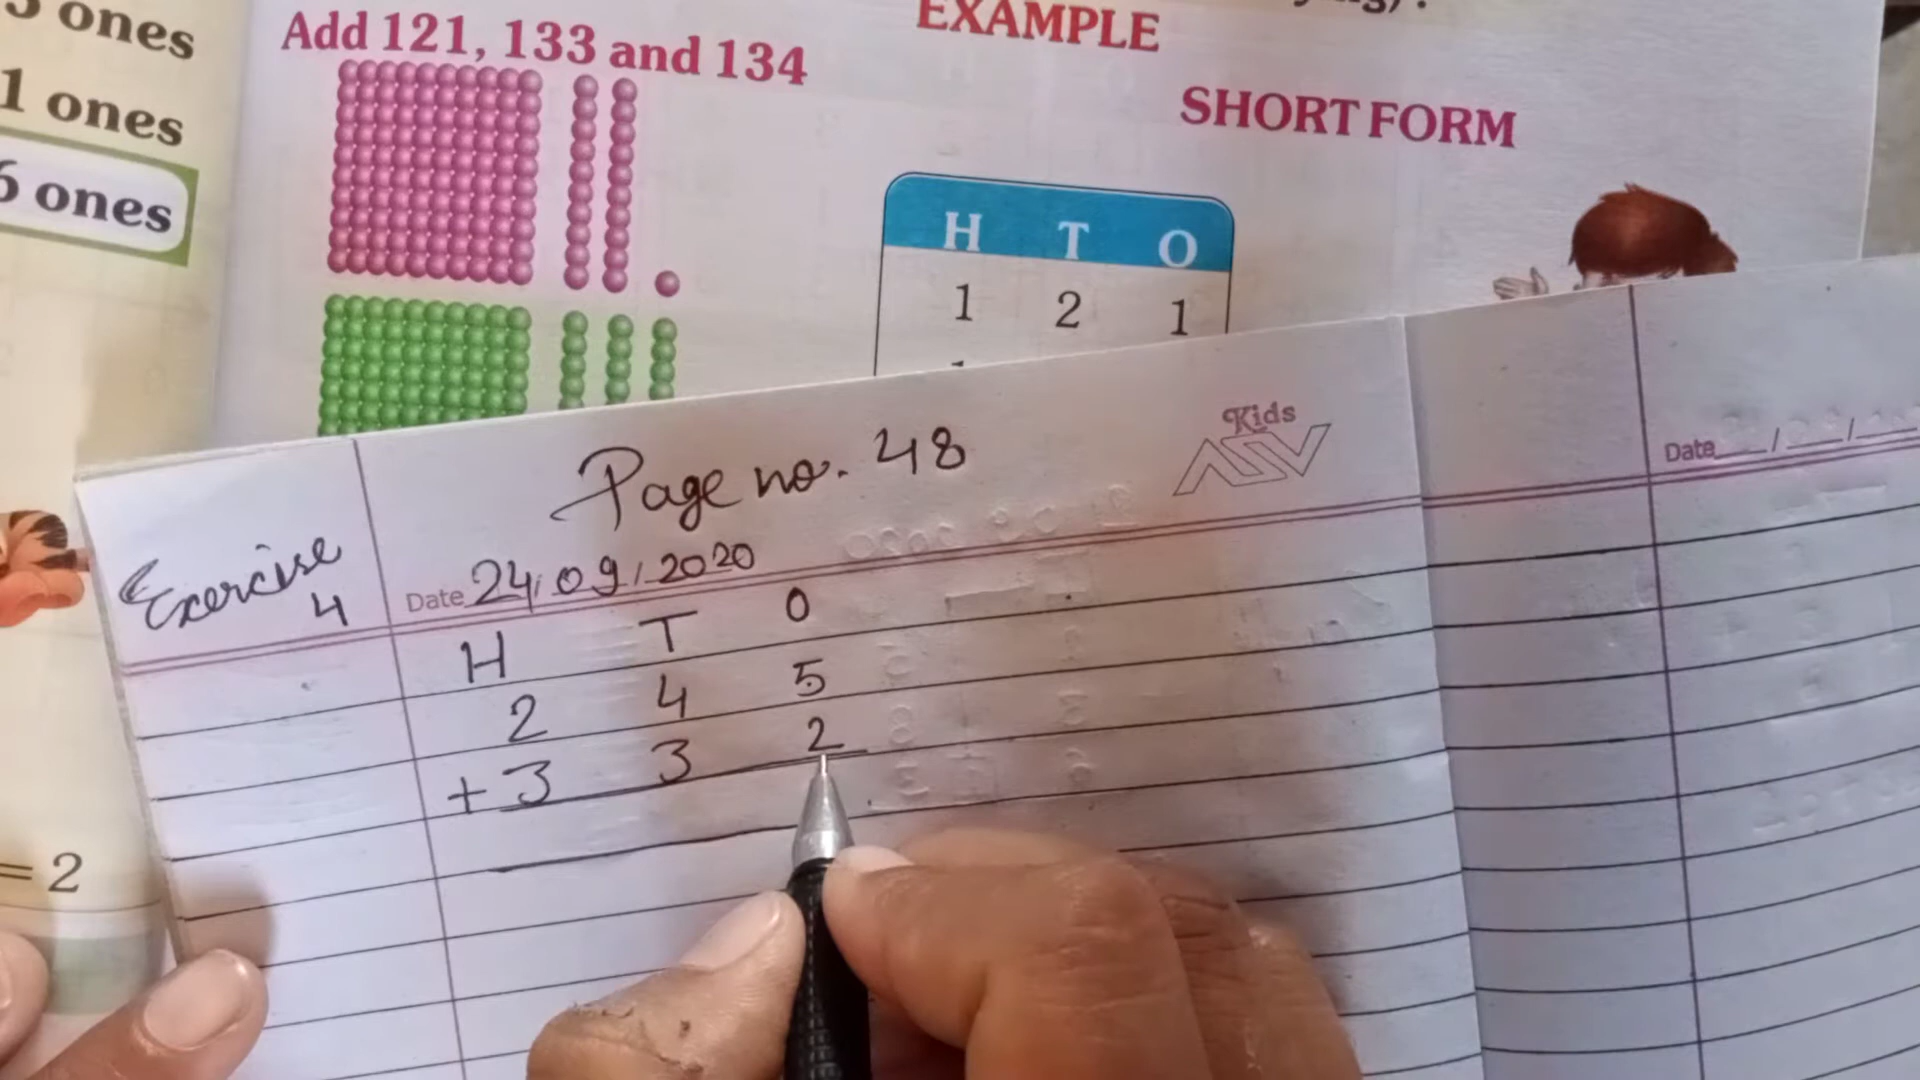 ones
1 ones
6 ones
= 2
Add 121, 133 and 134
EXAMPLE
SHORT FORM
H T O
1 2 1
Kids
Page no. 48
Exercise
4
Date 24/09/2020
Date / /
H T O
2 4 5
+ 3 3 2